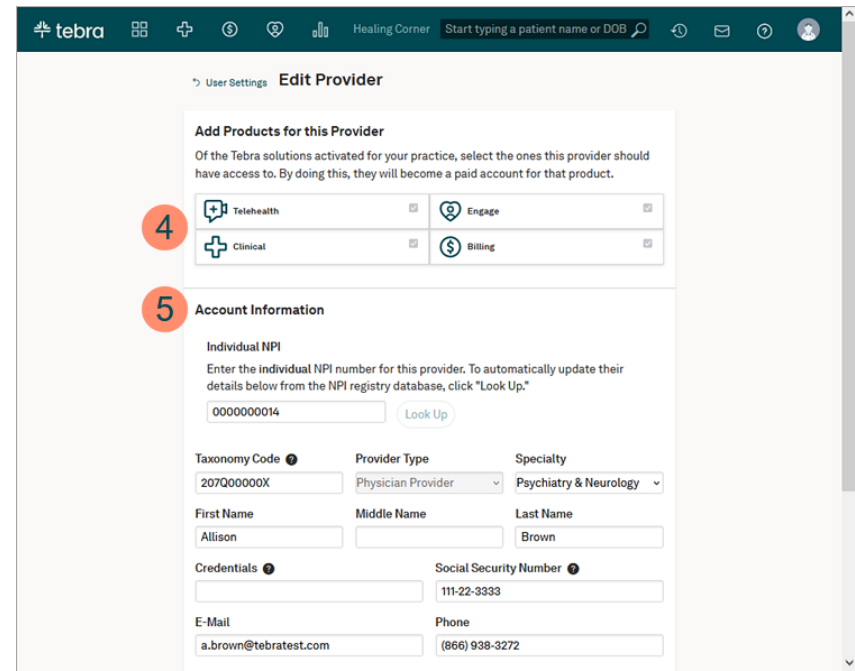 tebra Healing Corner Start typing a patient name or DOB
User Settings Edit Provider
Add Products for this Provider
Of the Tebra solutions activated for your practice, select the ones this provider should
have access to. By doing this, they will become a paid account for that product.
4
Telehealth Engage
Clinical Billing
5 Account Information
Individual NPI
Enter the individual NPI number for this provider. To automatically update their
details below from the NPI registry database, click "Look Up."
0000000014 Look Up
Taxonomy Code Provider Type Specialty
207Q00000X Physician Provider Psychiatry & Neurology
First Name Middle Name Last Name
Allison Brown
Credentials Social Security Number
111-22-3333
E-Mail Phone
a.brown@tebratest.com (866) 938-3272